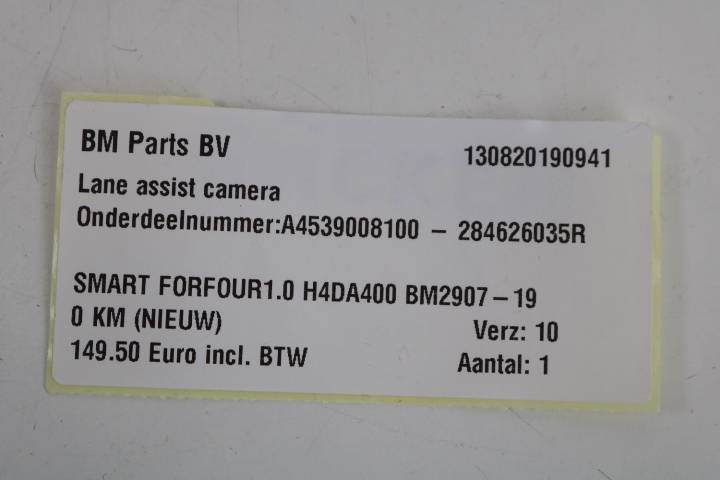 BM Parts BV 130820190941
Lane assist camera
Onderdeelnummer:A4539008100 – 284626035R
SMART FORFOUR1.0 H4DA400 BM2907–19
0 KM (NIEUW) Verz: 10
149.50 Euro incl. BTW Aantal: 1